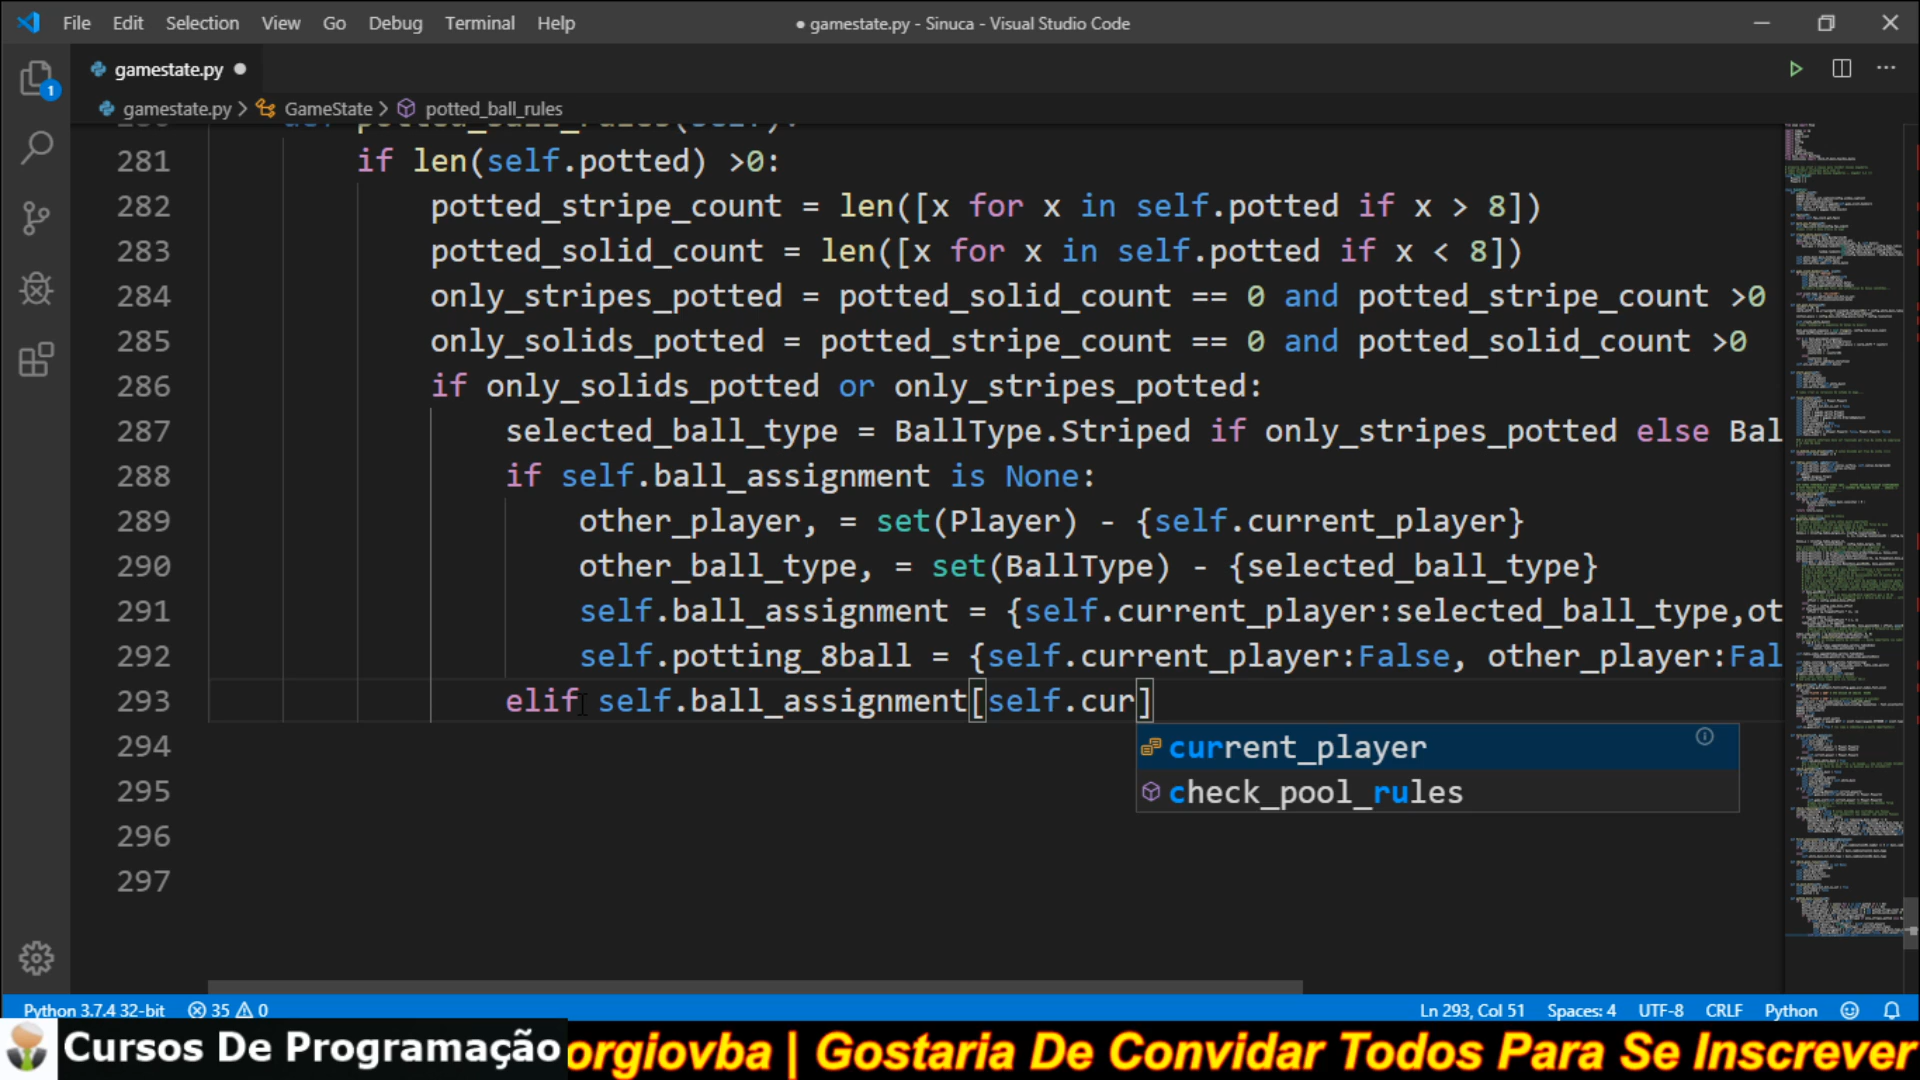 File Edit Selection View Go Debug Terminal Help
● gamestate.py - Sinuca - Visual Studio Code
gamestate.py ●
gamestate.py > GameState > potted_ball_rules
281 if len(self.potted) >0:
282 potted_stripe_count = len([x for x in self.potted if x > 8])
283 potted_solid_count = len([x for x in self.potted if x < 8])
284 only_stripes_potted = potted_solid_count == 0 and potted_stripe_count >0
285 only_solids_potted = potted_stripe_count == 0 and potted_solid_count >0
286 if only_solids_potted or only_stripes_potted:
287 selected_ball_type = BallType.Striped if only_stripes_potted else Bal
288 if self.ball_assignment is None:
289 other_player, = set(Player) - {self.current_player}
290 other_ball_type, = set(BallType) - {selected_ball_type}
291 self.ball_assignment = {self.current_player:selected_ball_type,ot
292 self.potting_8ball = {self.current_player:False, other_player:Fal
293 elif self.ball_assignment[self.cur]
current_player
check_pool_rules
294
295
296
297
1
Python 3.7.4 32-bit 35 0 Ln 293, Col 51 Spaces: 4 UTF-8 CRLF Python
Cursos De Programação orgiovba | Gostaria De Convidar Todos Para Se Inscrever